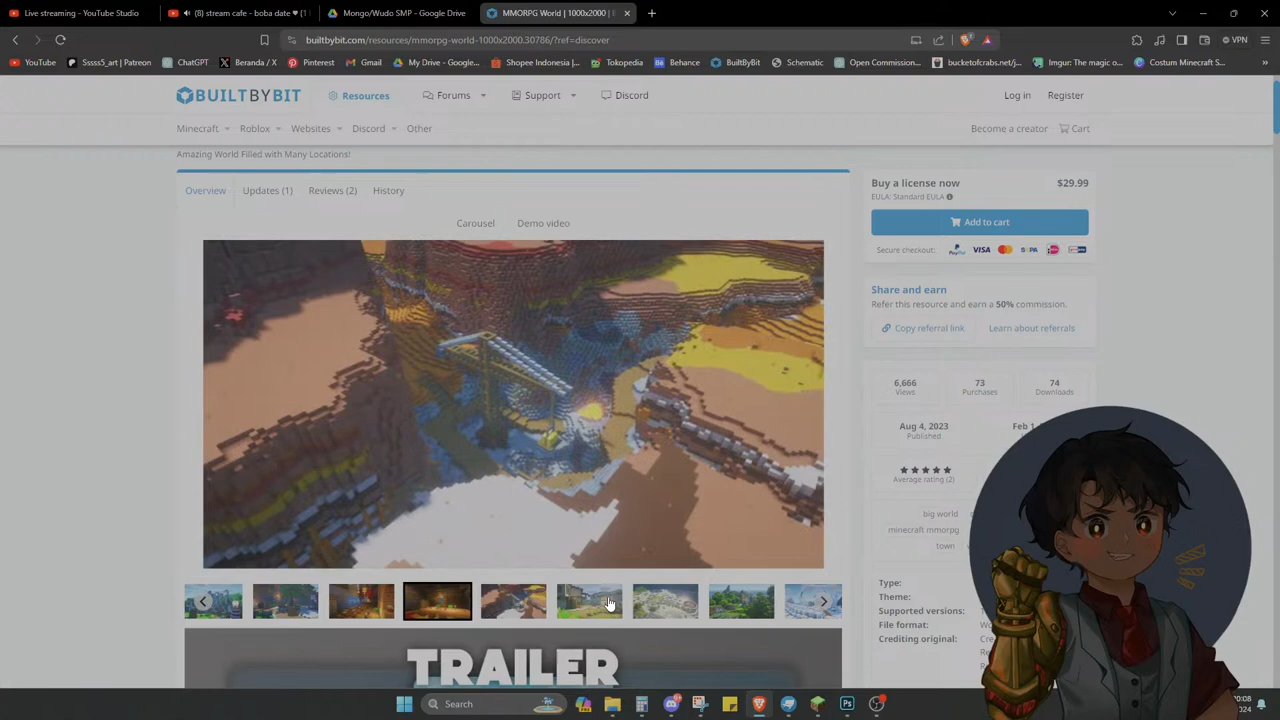 Live streaming - YouTube Studio
(8) stream cafe - boba date ♥ (1
Mongo/Wudo SMP - Google Drive
MMORPG World | 1000x2000 |
builtbybit.com/resources/mmorpg-world-1000x2000.30786/?ref=discover
VPN
YouTube
Sssss5_art | Patreon
ChatGPT
Beranda / X
Pinterest
Gmail
My Drive - Google...
Shopee Indonesia |...
Tokopedia
Behance
BuiltByBit
Schematic
Open Commission...
bucketofcrabs.net/j...
Imgur: The magic o...
Costum Minecraft S...
BUILTBYBIT
Resources
Forums
Support
Discord
Log in
Register
Minecraft
Roblox
Websites
Discord
Other
Become a creator
Cart
Amazing World Filled with Many Locations!
Overview
Updates (1)
Reviews (2)
History
Carousel
Demo video
Buy a license now
$29.99
EULA: Standard EULA
Add to cart
Secure checkout:
PayPal
VISA
Share and earn
Refer this resource and earn a 50% commission.
Copy referral link
Learn about referrals
6,666
Views
73
Purchases
74
Downloads
Aug 4, 2023
Published
Feb 1,
Average rating (2)
big world
minecraft mmorpg
town
Type:
Theme:
Supported versions:
File format:
Crediting original:
TRAILER
Search